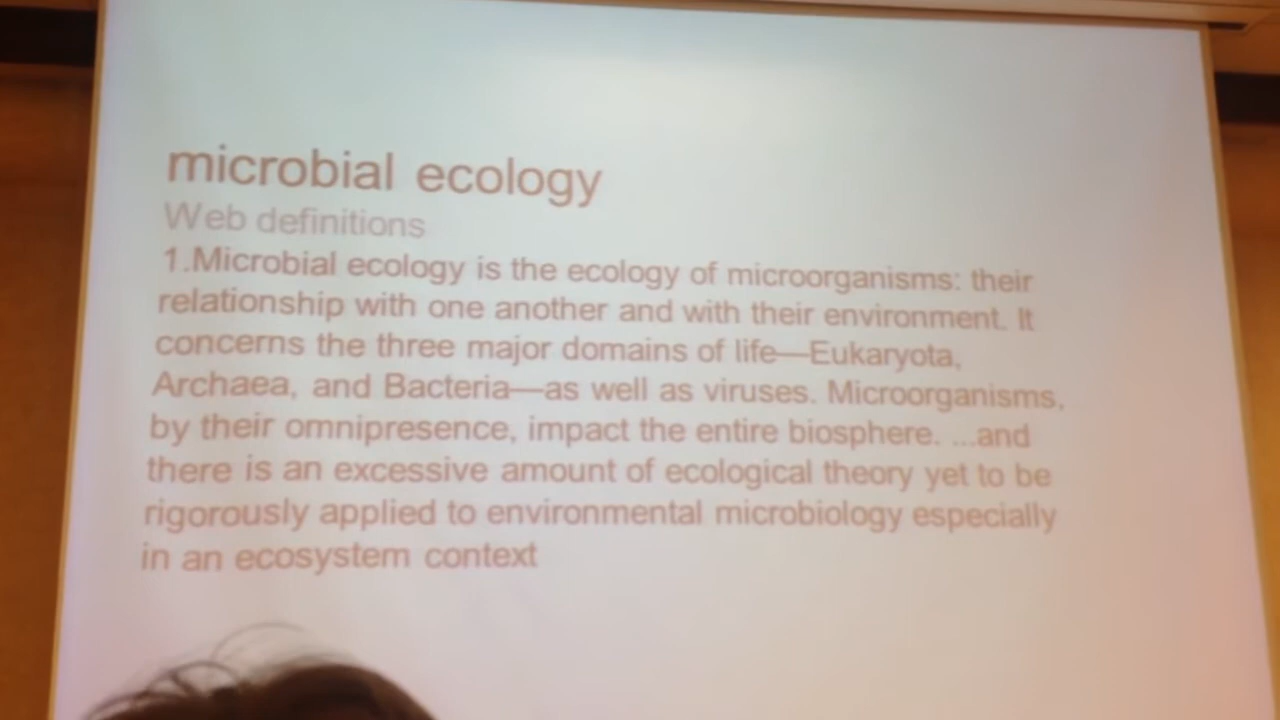 microbial ecology
Web definitions
1.Microbial ecology is the ecology of microorganisms: their
relationship with one another and with their environment. It
concerns the three major domains of life—Eukaryota,
Archaea, and Bacteria—as well as viruses. Microorganisms,
by their omnipresence, impact the entire biosphere. ...and
there is an excessive amount of ecological theory yet to be
rigorously applied to environmental microbiology especially
in an ecosystem context